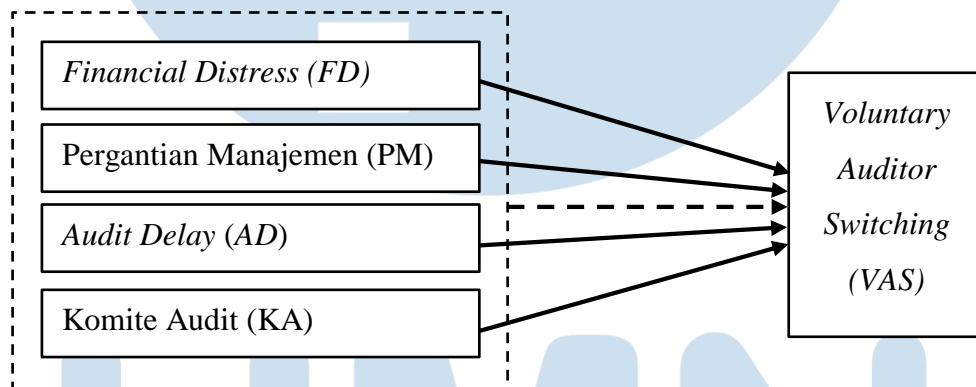 Financial Distress (FD)
Pergantian Manajemen (PM)
Audit Delay (AD)
Komite Audit (KA)
Voluntary
Auditor
Switching
(VAS)